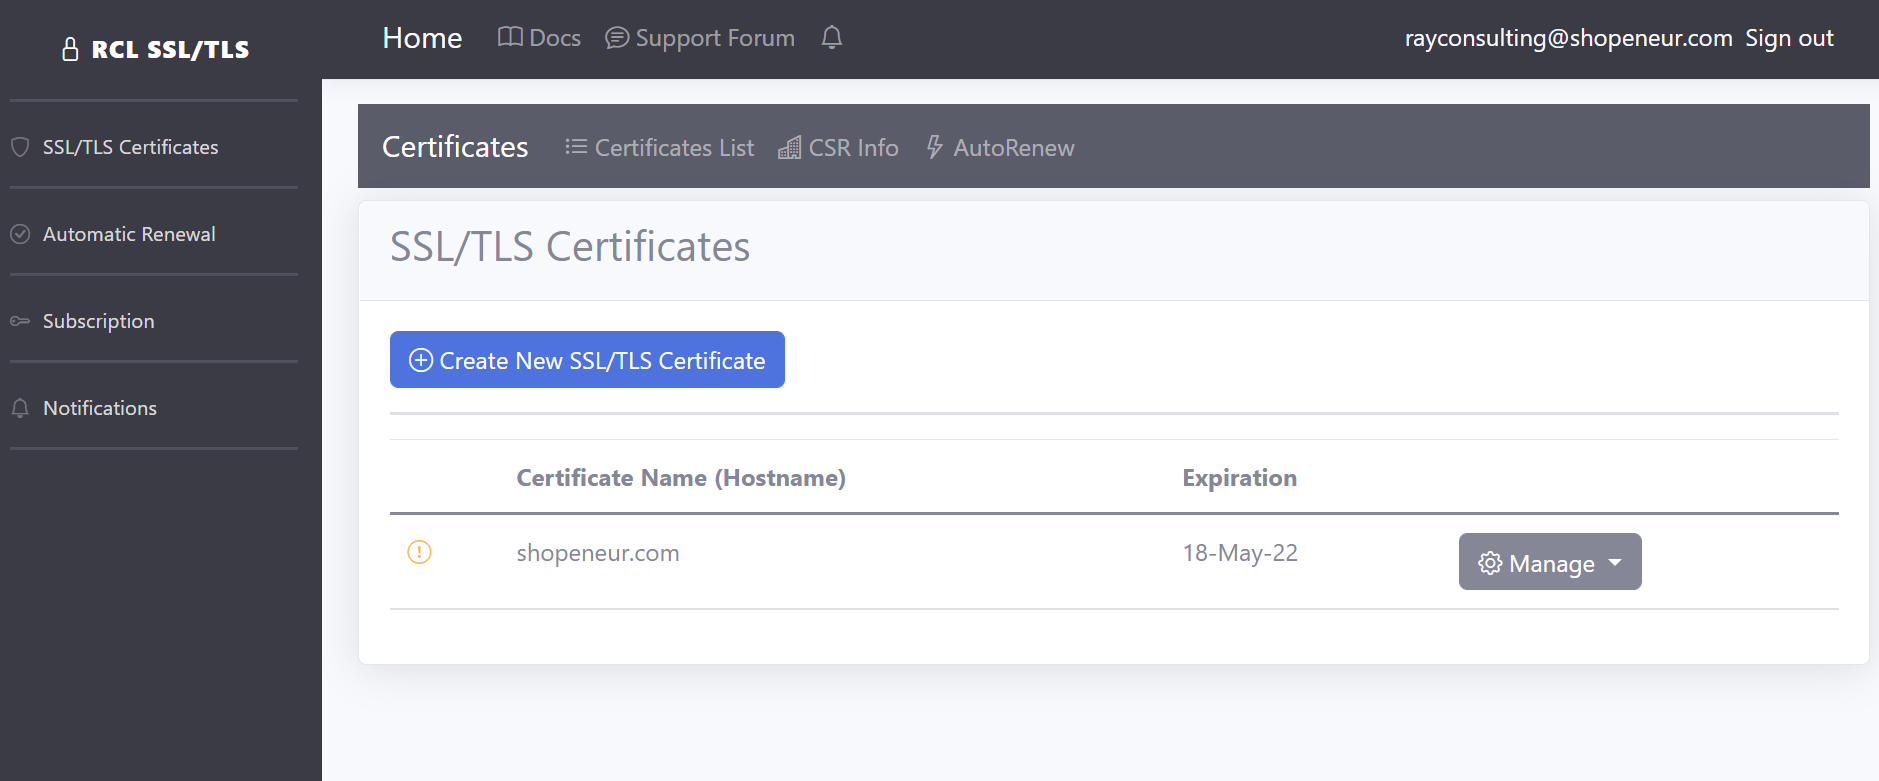 RCL SSL/TLS
Home Docs Support Forum rayconsulting@shopeneur.com Sign out
SSL/TLS Certificates
Automatic Renewal
Subscription
Notifications
Certificates Certificates List CSR Info AutoRenew
SSL/TLS Certificates
Create New SSL/TLS Certificate
Certificate Name (Hostname) Expiration
shopeneur.com 18-May-22 Manage